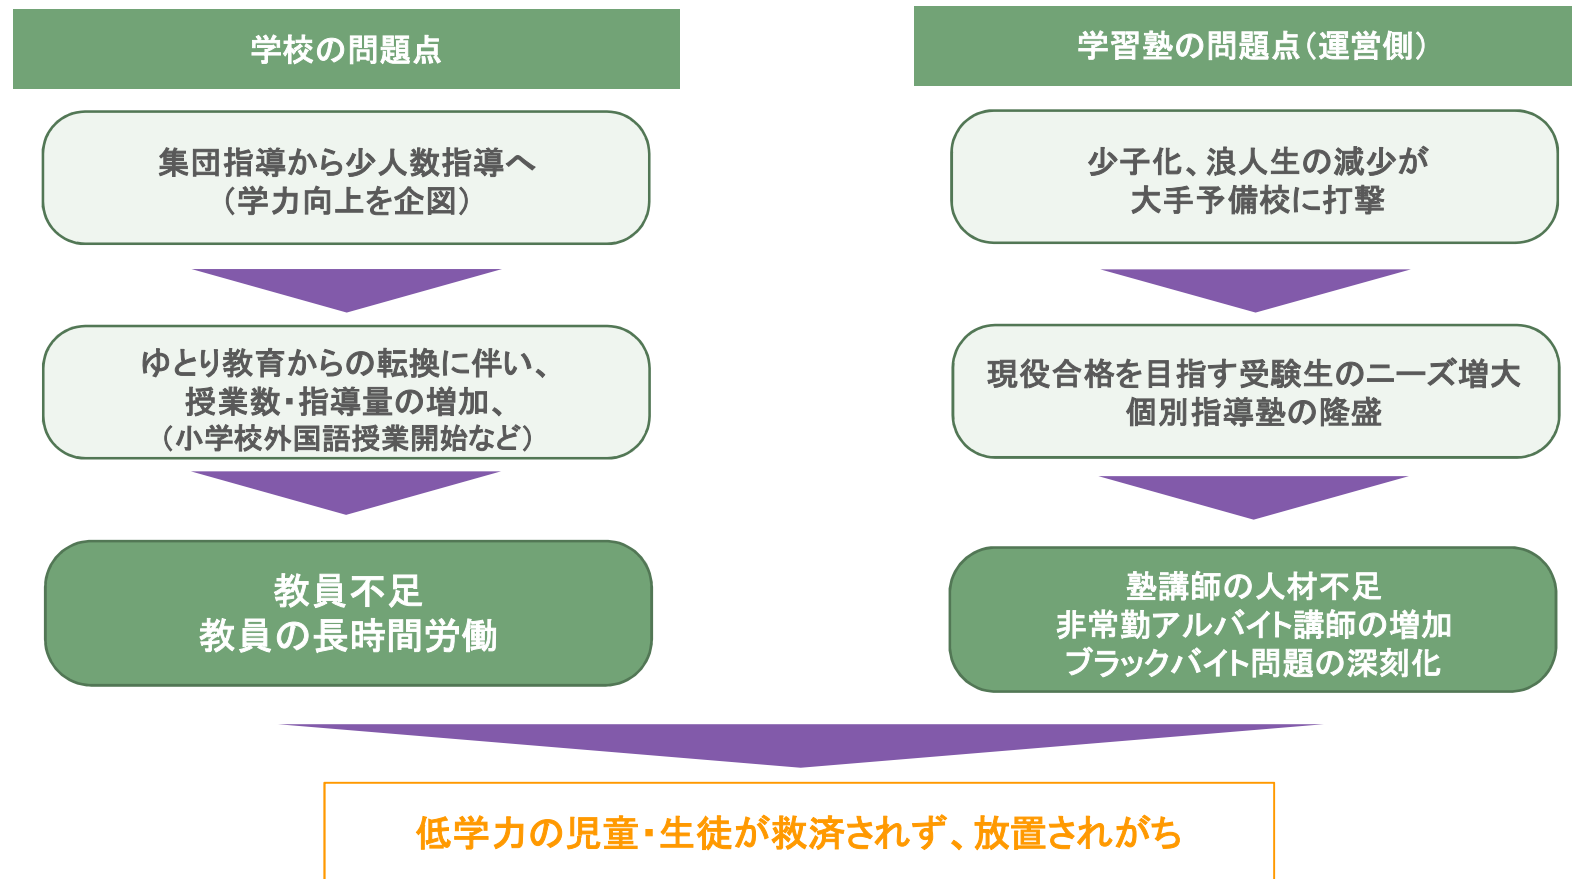 学校の問題点
集団指導から少人数指導へ
（学力向上を企図）
ゆとり教育からの転換に伴い、
授業数・指導量の増加、
（小学校外国語授業開始など）
教員不足
教員の長時間労働
学習塾の問題点（運営側）
少子化、浪人生の減少が
大手予備校に打撃
現役合格を目指す受験生のニーズ増大
個別指導塾の隆盛
塾講師の人材不足
非常勤アルバイト講師の増加
ブラックバイト問題の深刻化
低学力の児童・生徒が救済されず、放置されがち